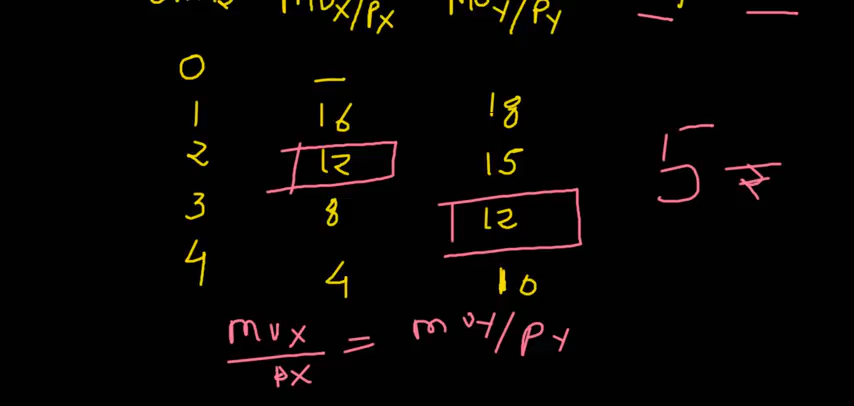 MUX/PX MUY/PY
0 —
1 16 18
2 12 15 5 ₹
3 8 12
4 4 10
MUX/PX = MUY/PY